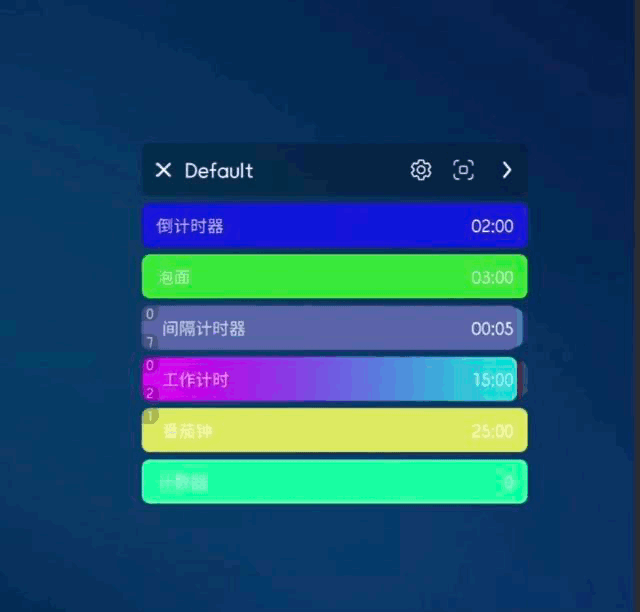 Default
倒计时器 02:00
泡面 03:00
0
间隔计时器 00:05
7
0
工作计时 15:00
2
1
番茄钟 25:00
计数器 0